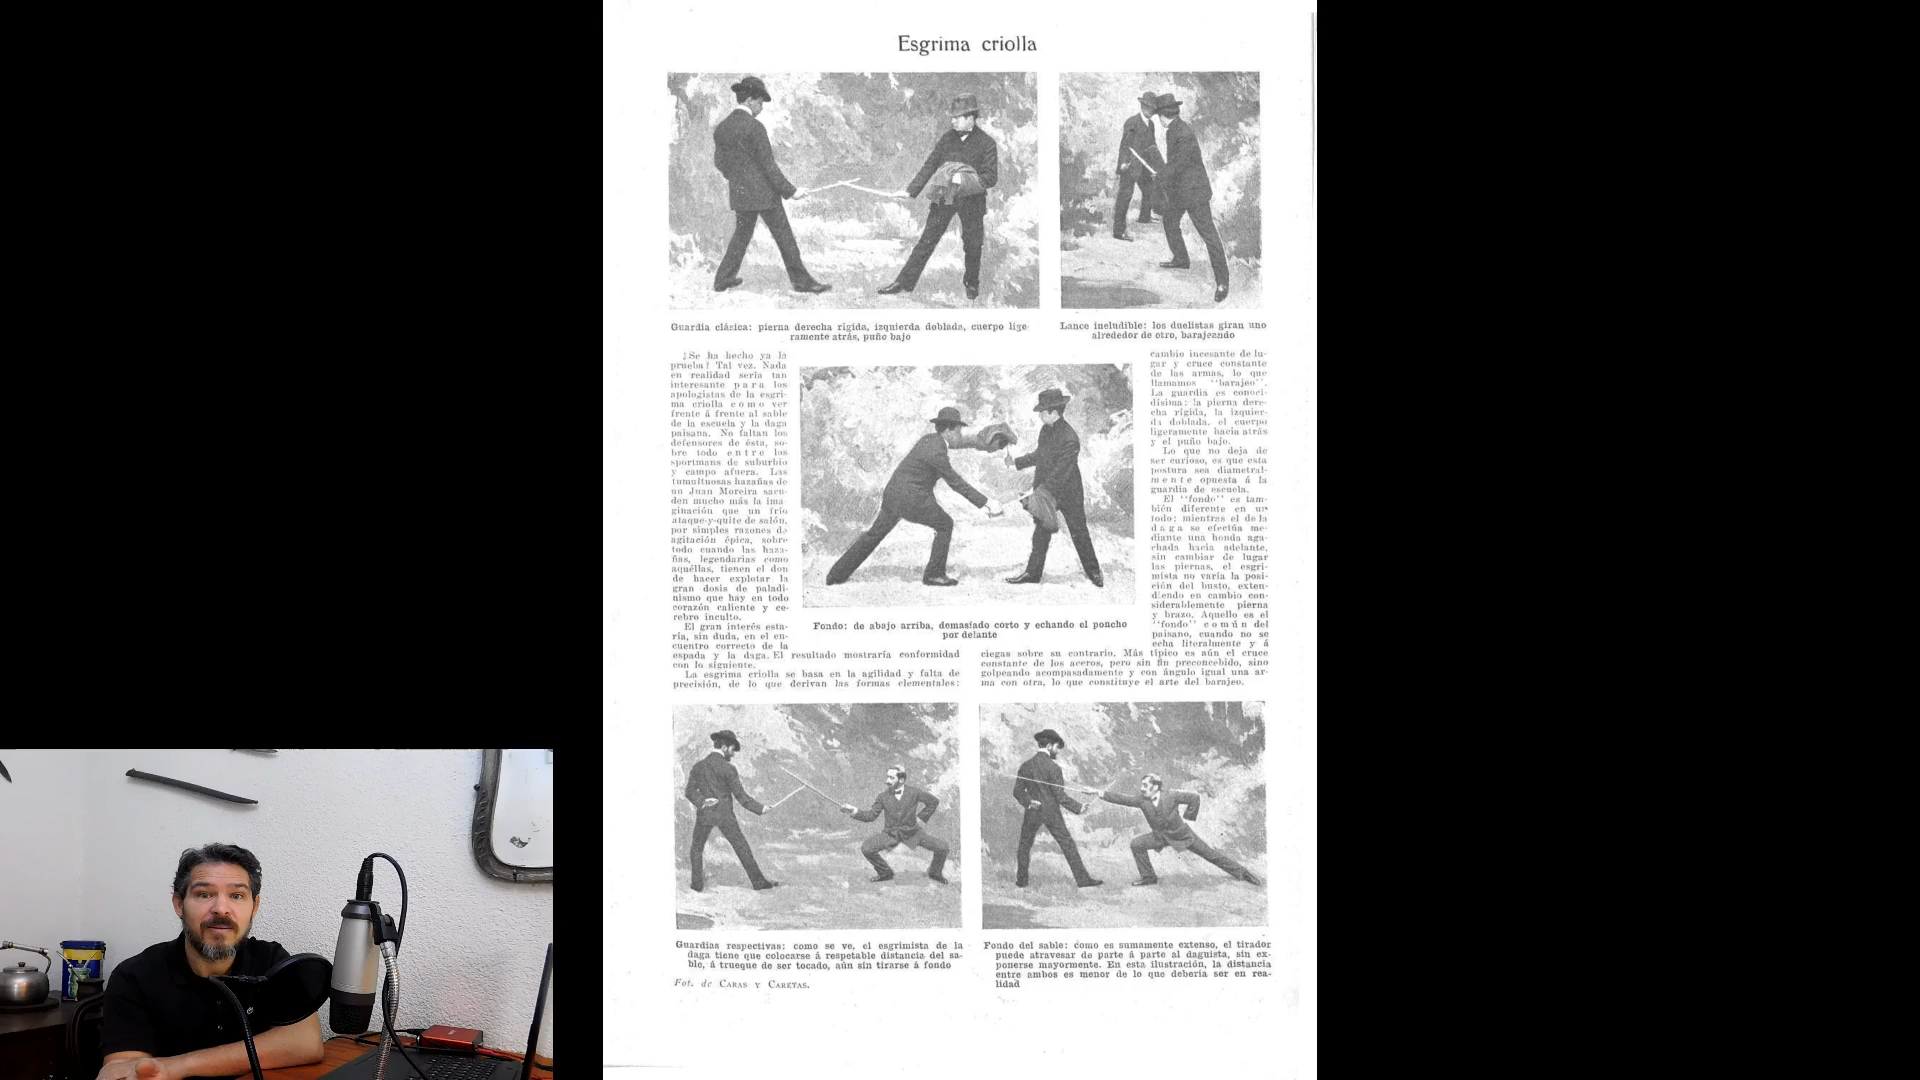 Esgrima criolla
Guardia clásica: pierna derecha rígida, izquierda doblada, cuerpo lige-
ramente atrás, puño bajo
Lance ineludible: los duelistas giran uno
alrededor de otro, barajeando
¿Se ha hecho ya la
prueba? Tal vez. Nada
en realidad sería tan
interesante para los
apologistas de la esgri-
ma criolla como ver
frente á frente al sable
de la escuela y la daga
paisana. No faltan los
defensores de ésta, so-
bre todo entre los
sportmans de suburbio
y campo afuera. Las
tumultuosas hazañas de
un Juan Moreira sacu-
den mucho más la ima-
ginación que un frío
ataque-y-quite de salón,
por simples razones de
agitación épica, sobre
todo cuando las haza-
ñas, legendarias como
aquéllas, tienen el don
de hacer explotar la
gran dosis de paladi-
nismo que hay en todo
corazón caliente y ce-
rebro inculto.
El gran interés esta-
ría, sin duda, en el en-
cuentro correcto de la
espada y la daga. El resultado mostraría conformidad
con lo siguiente.
La esgrima criolla se basa en la agilidad y falta de
precisión, de lo que derivan las formas elementales:
Fondo: de abajo arriba, demasiado corto y echando el poncho
por delante
cambio incesante de lu-
gar y cruce constante
de las armas, lo que
llamamos "barajeo".
La guardia es conoci-
dísima: la pierna dere-
cha rígida, la izquier-
da doblada, el cuerpo
ligeramente hacia atrás
y el puño bajo.
Lo que no deja de
ser curioso, es que esta
postura sea diametral-
mente opuesta á la
guardia de escuela.
El "fondo" es tam-
bién diferente en un
todo: mientras el de la
daga se efectúa me-
diante una honda aga-
chada hacia adelante,
sin cambiar de lugar
las piernas, el esgri-
mista no varía la posi-
ción del busto, exten-
diendo en cambio con-
siderablemente pierna
y brazo. Aquello es el
"fondo" común del
paisano, cuando no se
echa literalmente y á
ciegas sobre su contrario. Más típico es aún el cruce
constante de los aceros, pero sin fin preconcebido, sino
golpeando acompasadamente y con ángulo igual una ar-
ma con otra, lo que constituye el arte del barajeo.
Guardias respectivas: como se ve, el esgrimista de la
daga tiene que colocarse á respetable distancia del sa-
ble, á trueque de ser tocado, aún sin tirarse á fondo
Fot. de CARAS Y CARETAS.
Fondo del sable: como es sumamente extenso, el tirador
puede atravesar de parte á parte al daguista, sin ex-
ponerse mayormente. En esta ilustración, la distancia
entre ambos es menor de lo que debería ser en rea-
lidad